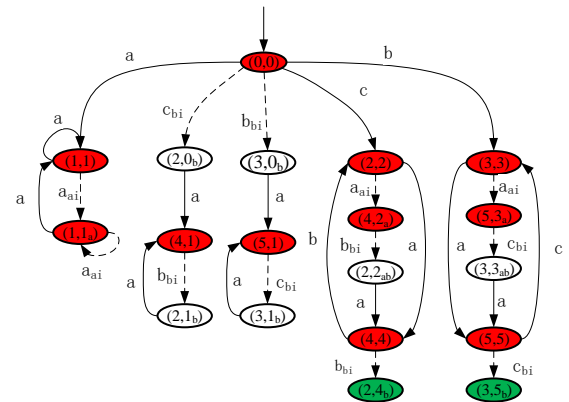 (0,0)
a
b
c
c_bi
b_bi
a
(1,1)
(2,0_b)
(3,0_b)
(2,2)
(3,3)
a
a_ai
a
a
a_ai
a_ai
(1,1_a)
(4,1)
(5,1)
(4,2_a)
(5,3_a)
b
b_bi
a
a
c_bi
c
a_ai
a
b_bi
a
c_bi
(2,2_ab)
(3,3_ab)
a
a
(2,1_b)
(3,1_b)
(4,4)
(5,5)
b_bi
c_bi
(2,4_b)
(3,5_b)